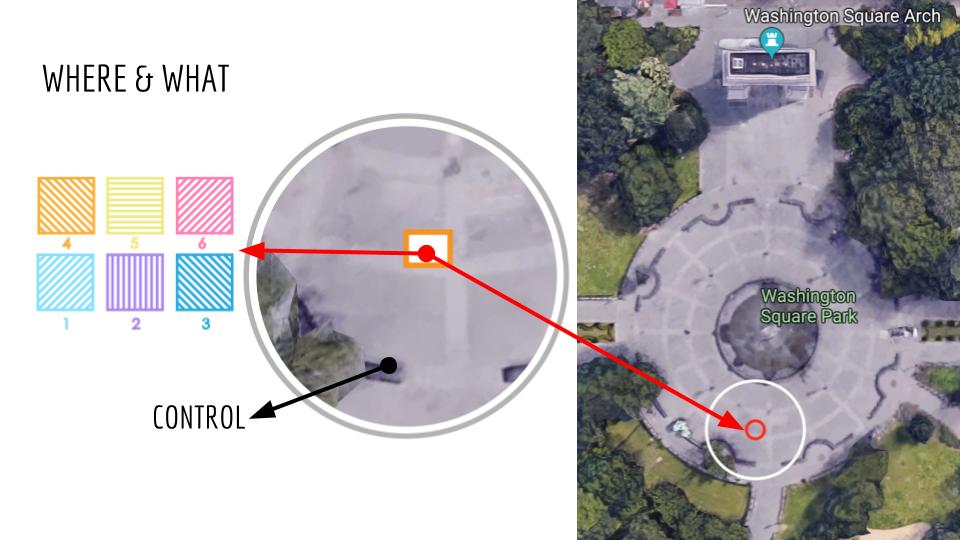 WHERE & WHAT
4 5 6
1 2 3
CONTROL
Washington Square Arch
Washington
Square Park